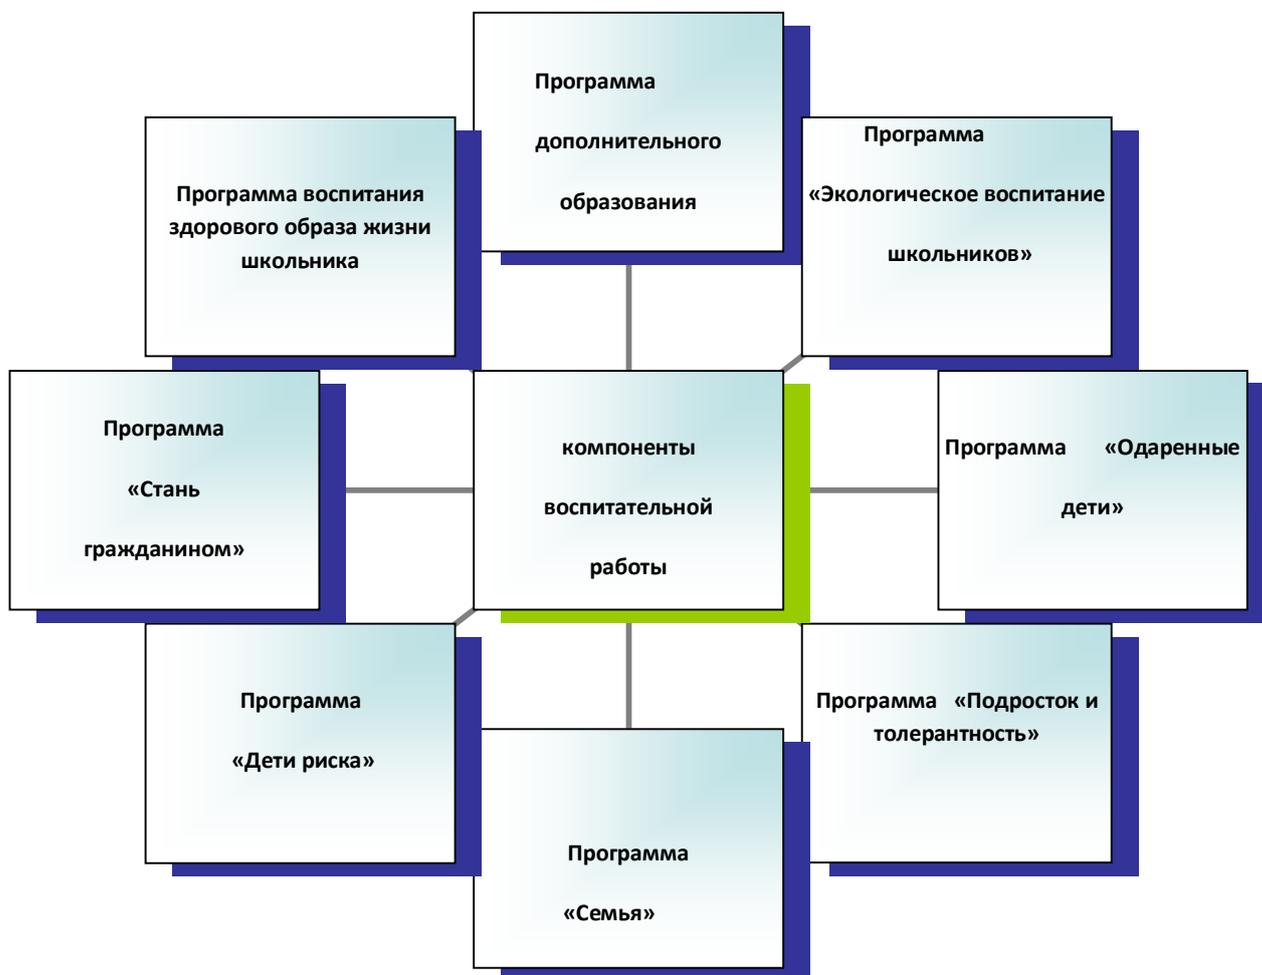 Программа
дополнительного
образования
Программа
«Экологическое воспитание
школьников»
Программа воспитания
здорового образа жизни
школьника
Программа
«Стань
гражданином»
компоненты
воспитательной
работы
Программа «Одаренные
дети»
Программа
«Дети риска»
Программа «Подросток и
толерантность»
Программа
«Семья»